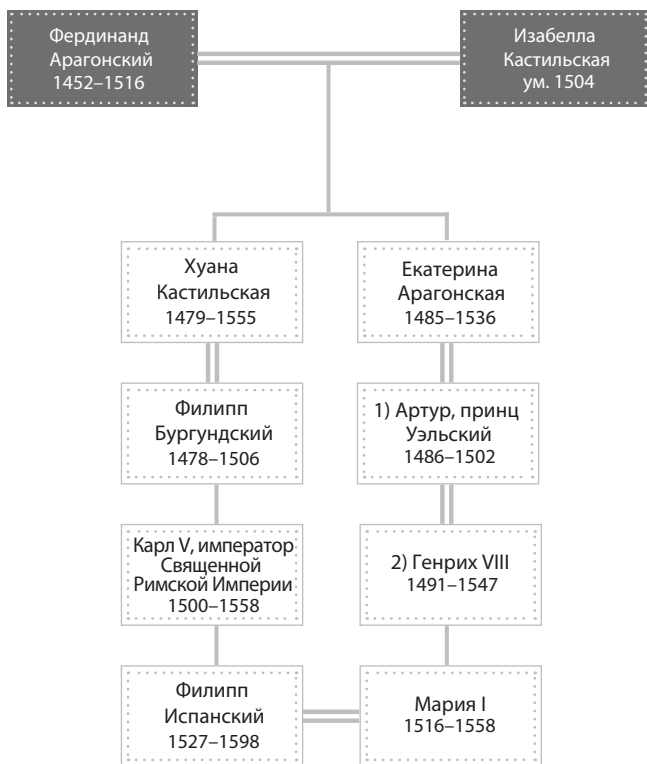 Фердинанд
Арагонский
1452–1516
Изабелла
Кастильская
ум. 1504
Хуана
Кастильская
1479–1555
Екатерина
Арагонская
1485–1536
Филипп
Бургундский
1478–1506
1) Артур, принц
Уэльский
1486–1502
Карл V, император
Священной
Римской Империи
1500–1558
2) Генрих VIII
1491–1547
Филипп
Испанский
1527–1598
Мария I
1516–1558